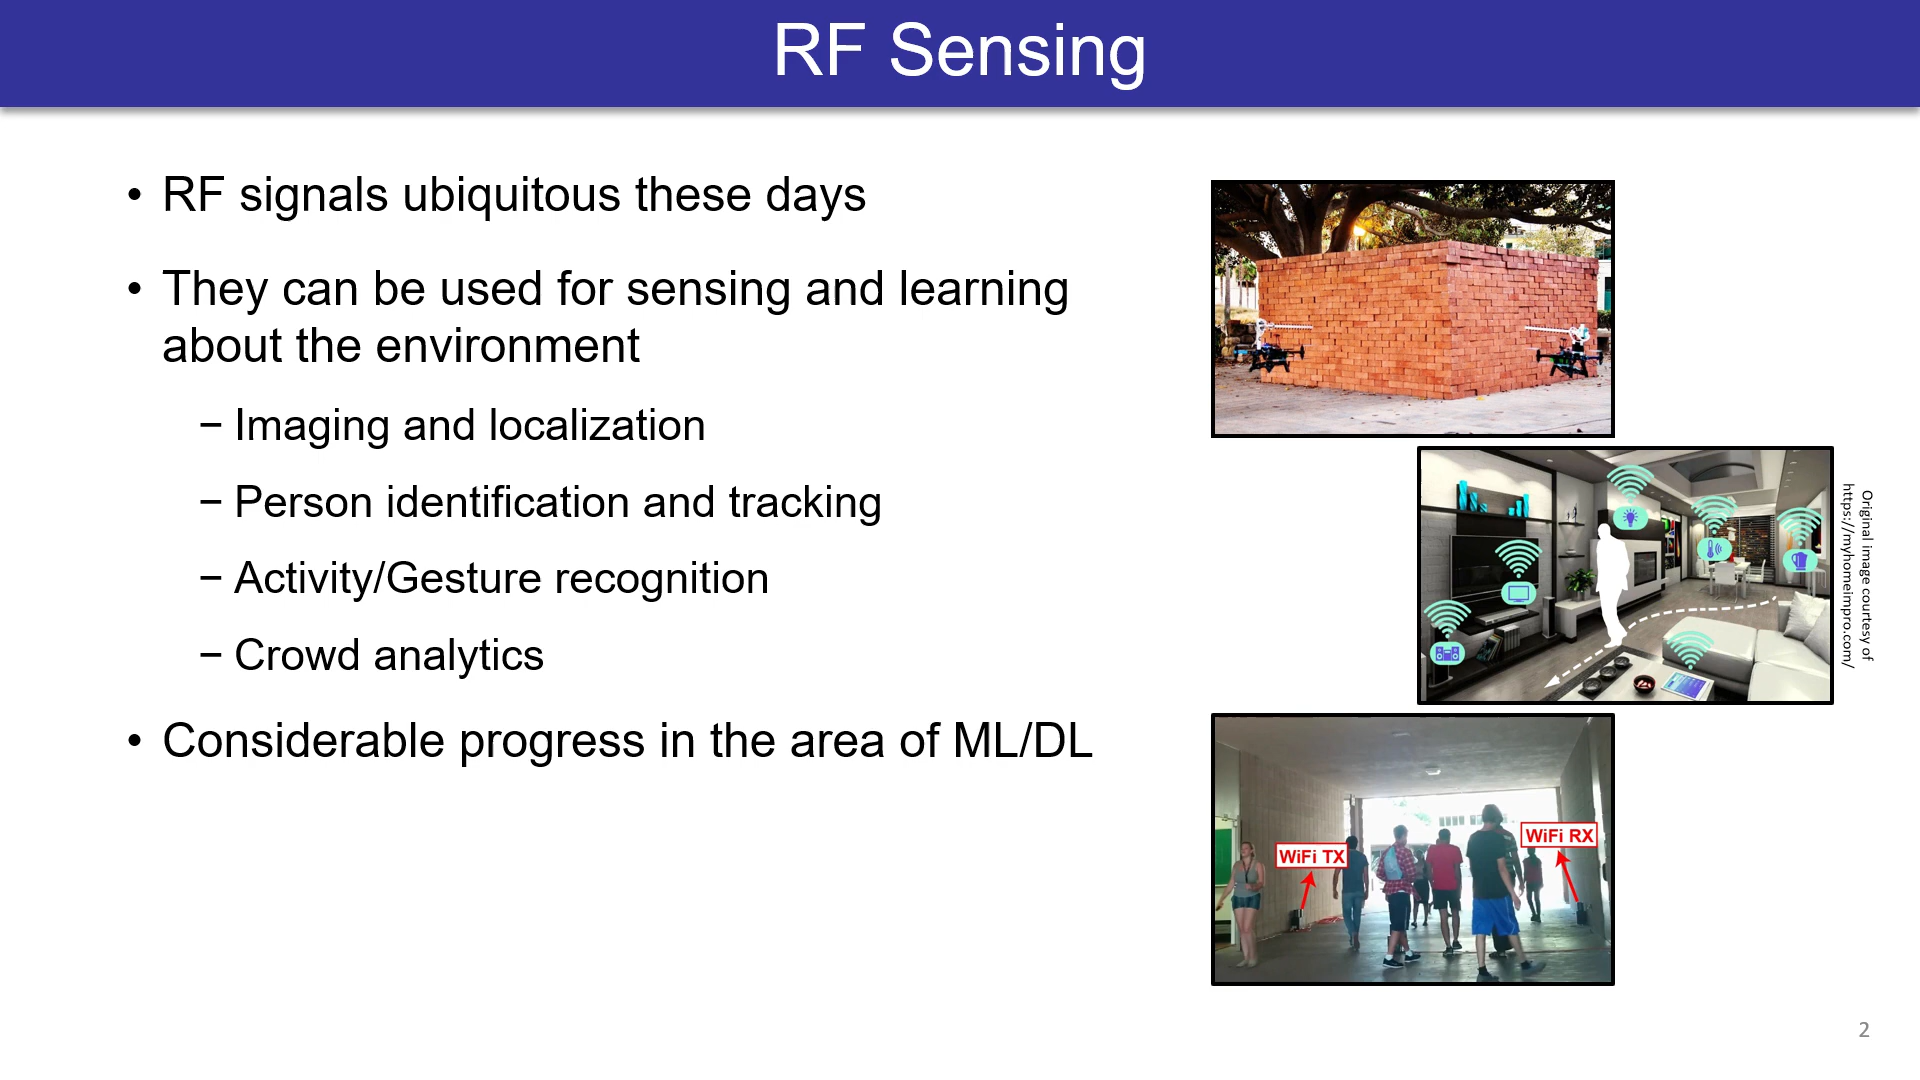 RF Sensing
• RF signals ubiquitous these days
• They can be used for sensing and learning
about the environment
− Imaging and localization
− Person identification and tracking
− Activity/Gesture recognition
− Crowd analytics
• Considerable progress in the area of ML/DL
Original image courtesy of
https://myhomeimpro.com/
WiFi TX
WiFi RX
2